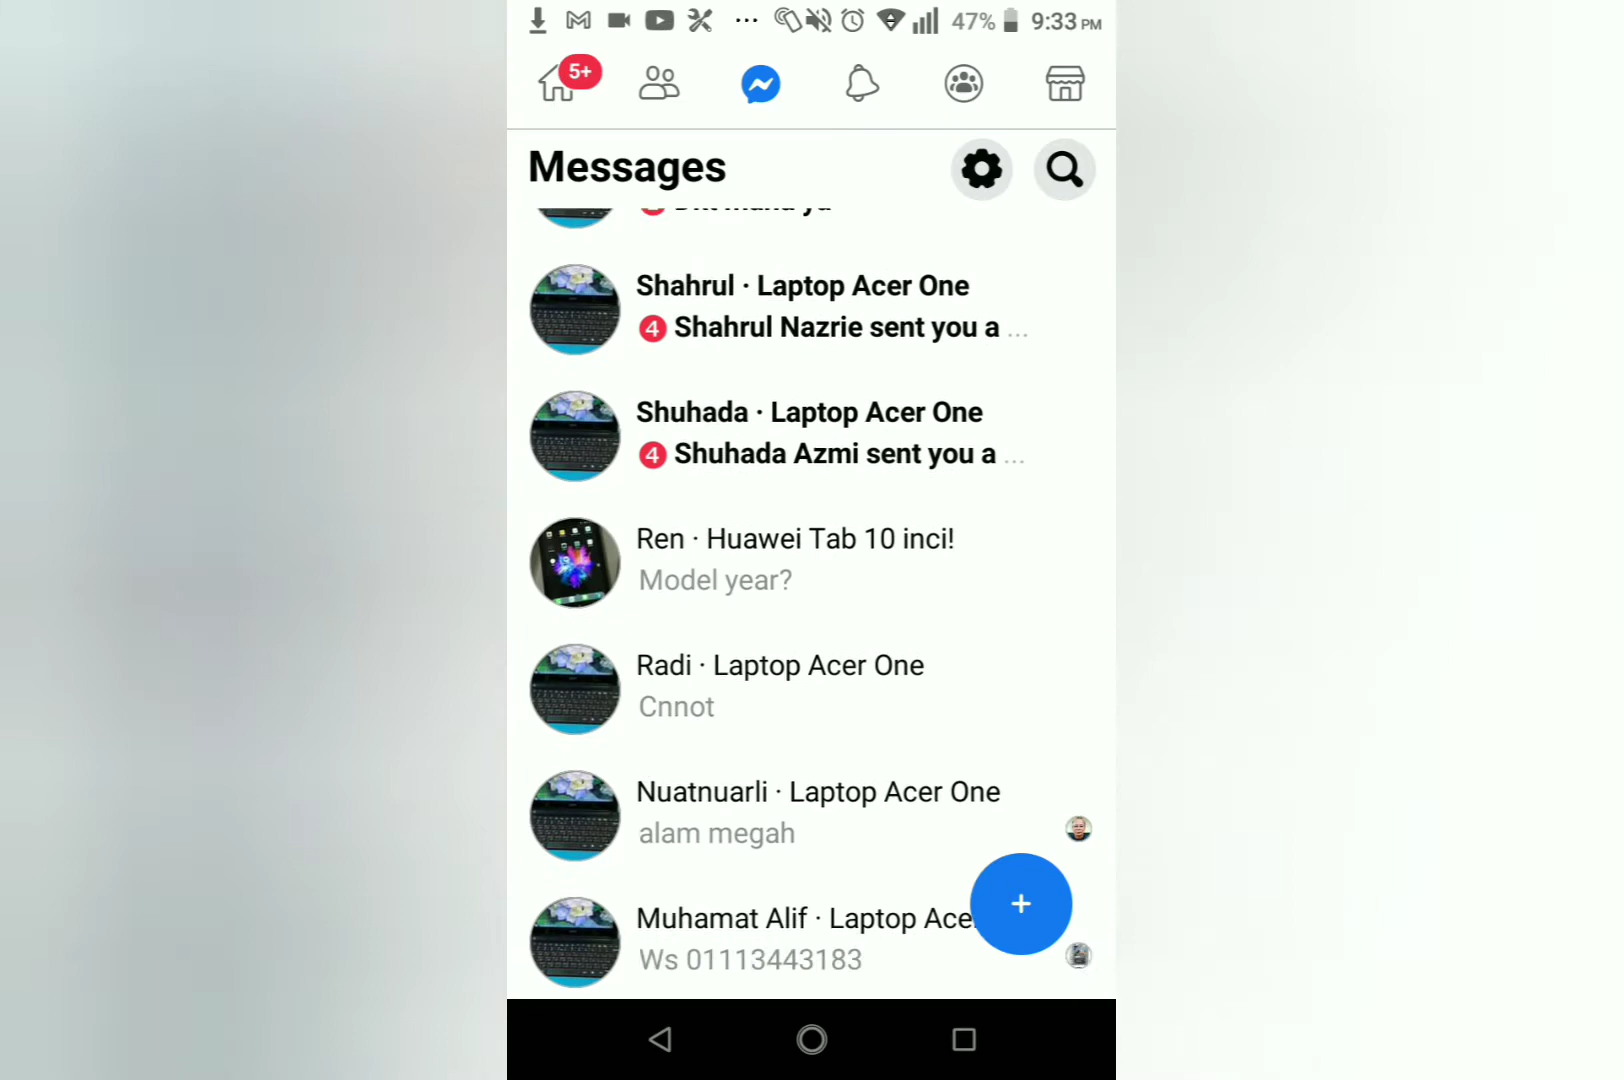 47% 9:33 PM
5+
Messages
Shahrul · Laptop Acer One
4 Shahrul Nazrie sent you a ...
Shuhada · Laptop Acer One
4 Shuhada Azmi sent you a ...
Ren · Huawei Tab 10 inci!
Model year?
Radi · Laptop Acer One
Cnnot
Nuatnuarli · Laptop Acer One
alam megah
Muhamat Alif · Laptop Ace
Ws 01113443183